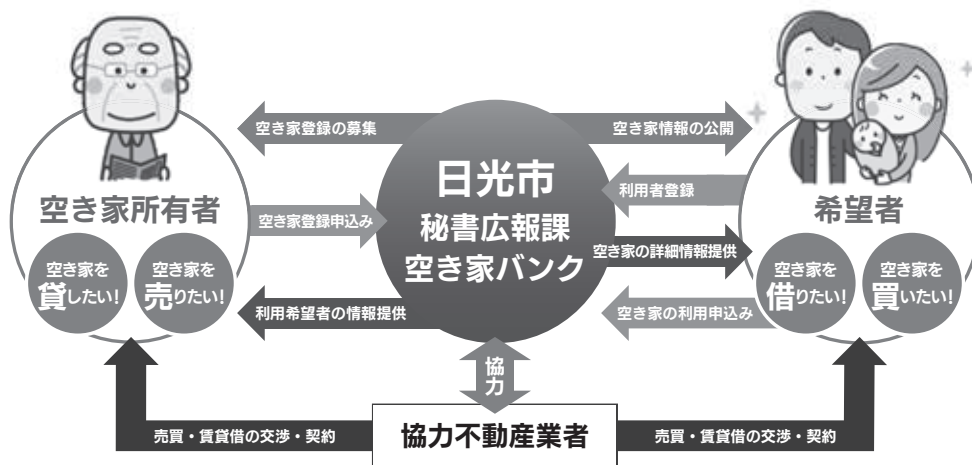 空き家登録の募集
空き家情報の公開
日光市
秘書広報課
空き家バンク
利用者登録
空き家所有者
空き家登録申込み
希望者
空き家の詳細情報提供
空き家を
貸したい!
空き家を
売りたい!
空き家を
借りたい!
空き家を
買いたい!
利用希望者の情報提供
空き家の利用申込み
協力
売買・賃貸借の交渉・契約
協力不動産業者
売買・賃貸借の交渉・契約